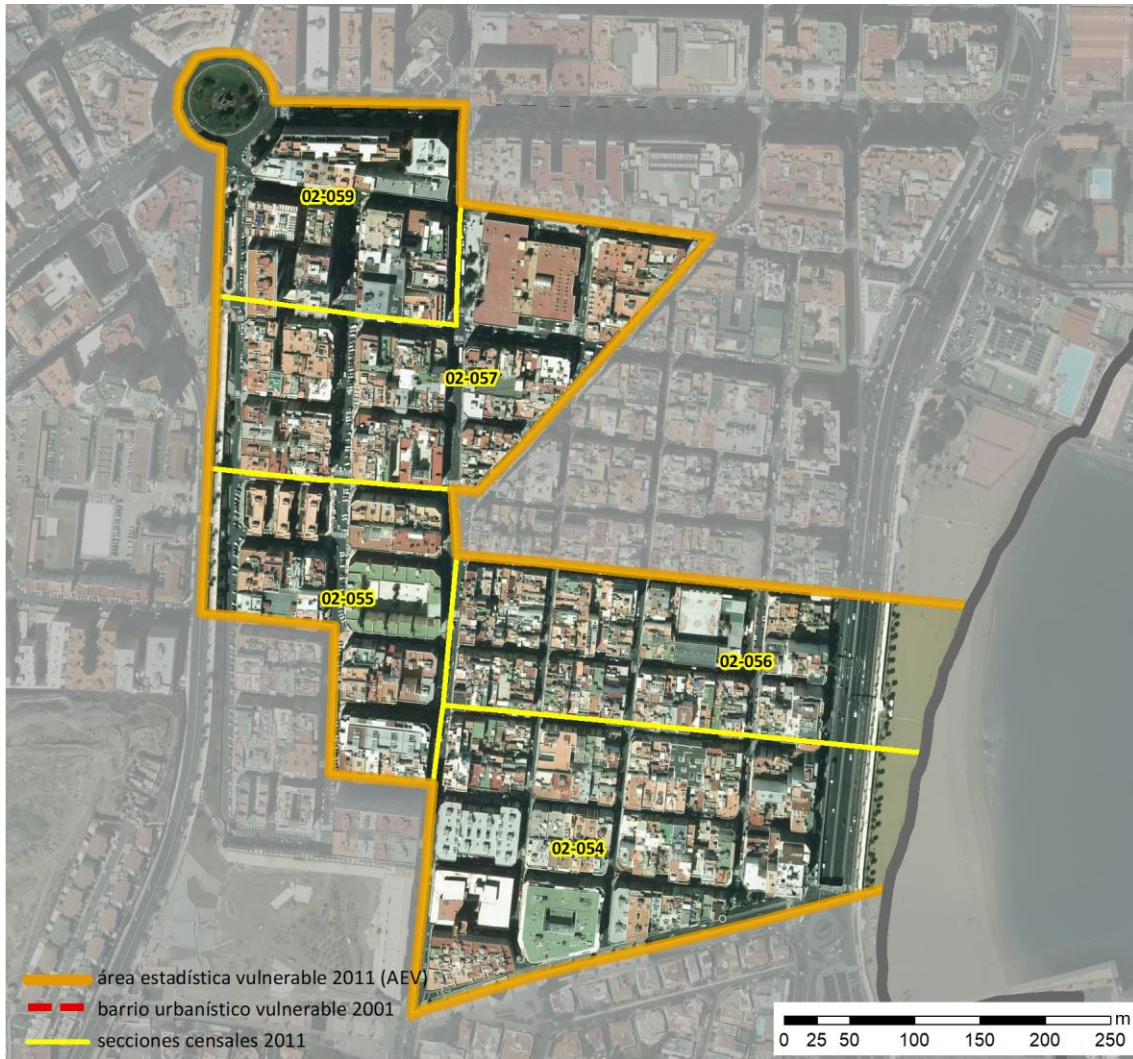 02-059
02-057
02-055
02-056
02-054
área estadística vulnerable 2011 (AEV)
barrio urbanístico vulnerable 2001
secciones censales 2011
m
0 25 50 100 150 200 250